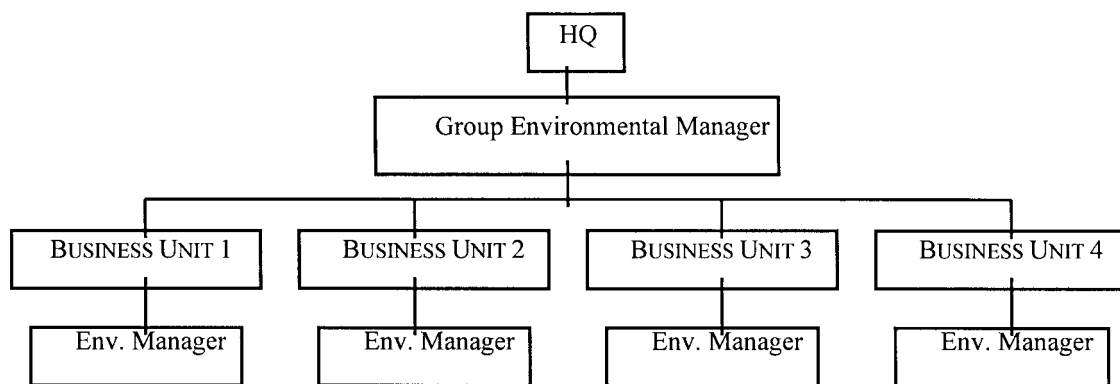 HQ
Group Environmental Manager
BUSINESS UNIT 1
BUSINESS UNIT 2
BUSINESS UNIT 3
BUSINESS UNIT 4
Env. Manager
Env. Manager
Env. Manager
Env. Manager